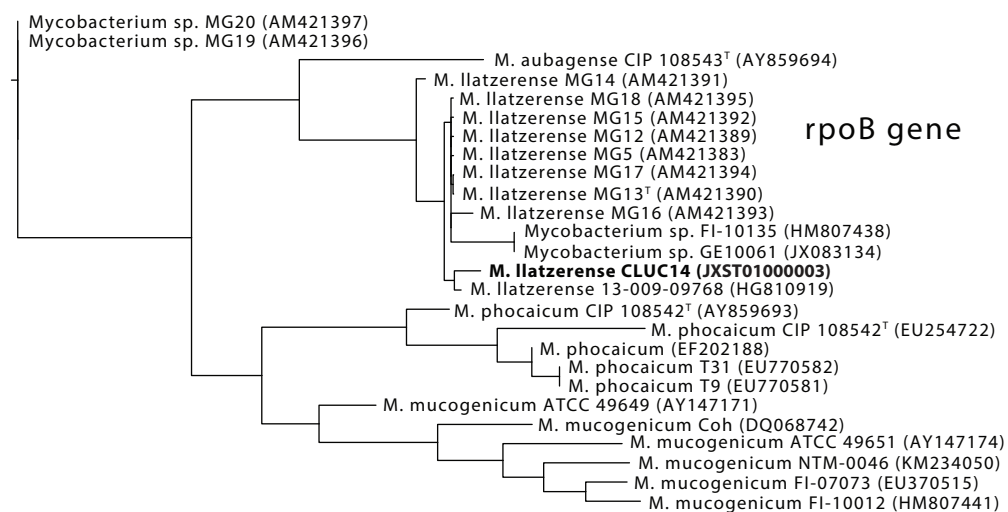 Mycobacterium sp. MG20 (AM421397)
Mycobacterium sp. MG19 (AM421396)
M. aubagense CIP 108543ᵀ (AY859694)
M. llatzerense MG14 (AM421391)
M. llatzerense MG18 (AM421395)
M. llatzerense MG15 (AM421392)
rpoB gene
M. llatzerense MG12 (AM421389)
M. llatzerense MG5 (AM421383)
M. llatzerense MG17 (AM421394)
M. llatzerense MG13ᵀ (AM421390)
M. llatzerense MG16 (AM421393)
Mycobacterium sp. FI-10135 (HM807438)
Mycobacterium sp. GE10061 (JX083134)
M. llatzerense CLUC14 (JXST01000003)
M. llatzerense 13-009-09768 (HG810919)
M. phocaicum CIP 108542ᵀ (AY859693)
M. phocaicum CIP 108542ᵀ (EU254722)
M. phocaicum (EF202188)
M. phocaicum T31 (EU770582)
M. phocaicum T9 (EU770581)
M. mucogenicum ATCC 49649 (AY147171)
M. mucogenicum Coh (DQ068742)
M. mucogenicum ATCC 49651 (AY147174)
M. mucogenicum NTM-0046 (KM234050)
M. mucogenicum FI-07073 (EU370515)
M. mucogenicum FI-10012 (HM807441)